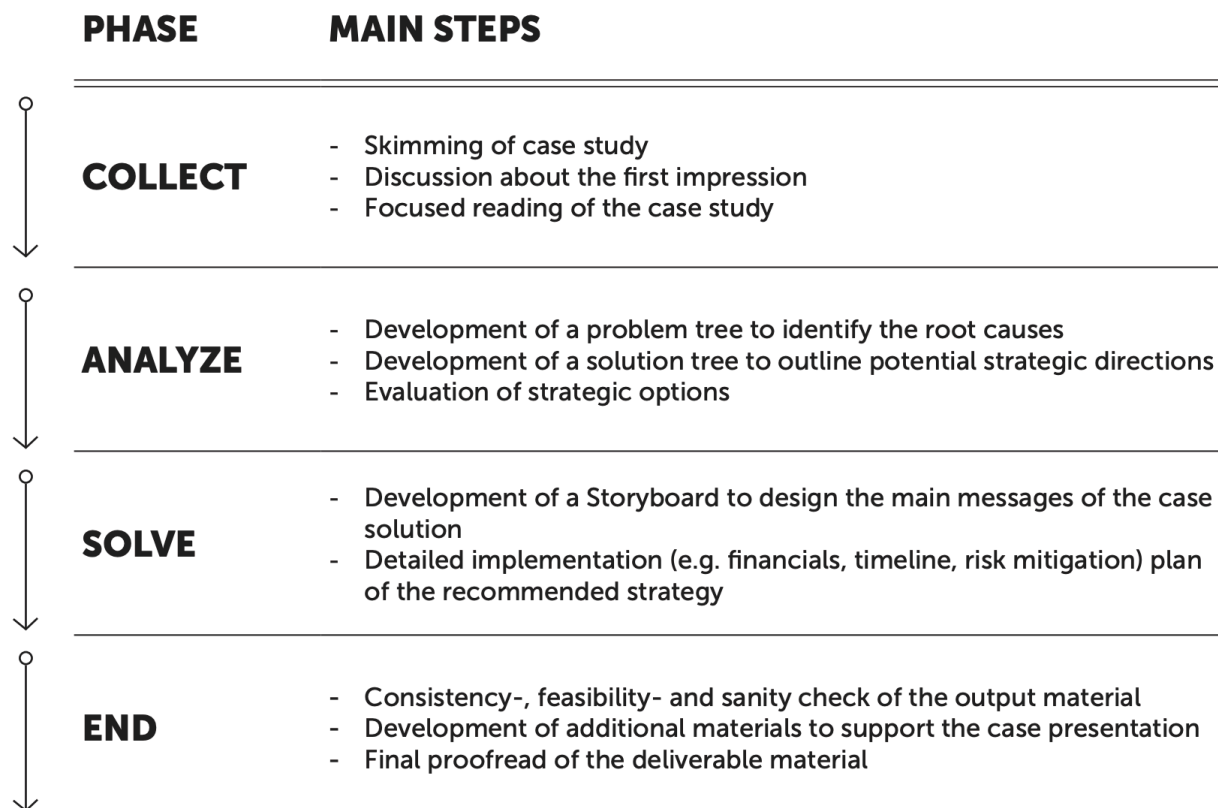 PHASE MAIN STEPS
COLLECT
- Skimming of case study
- Discussion about the first impression
- Focused reading of the case study
ANALYZE
- Development of a problem tree to identify the root causes
- Development of a solution tree to outline potential strategic directions
- Evaluation of strategic options
SOLVE
- Development of a Storyboard to design the main messages of the case
solution
- Detailed implementation (e.g. financials, timeline, risk mitigation) plan
of the recommended strategy
END
- Consistency-, feasibility- and sanity check of the output material
- Development of additional materials to support the case presentation
- Final proofread of the deliverable material